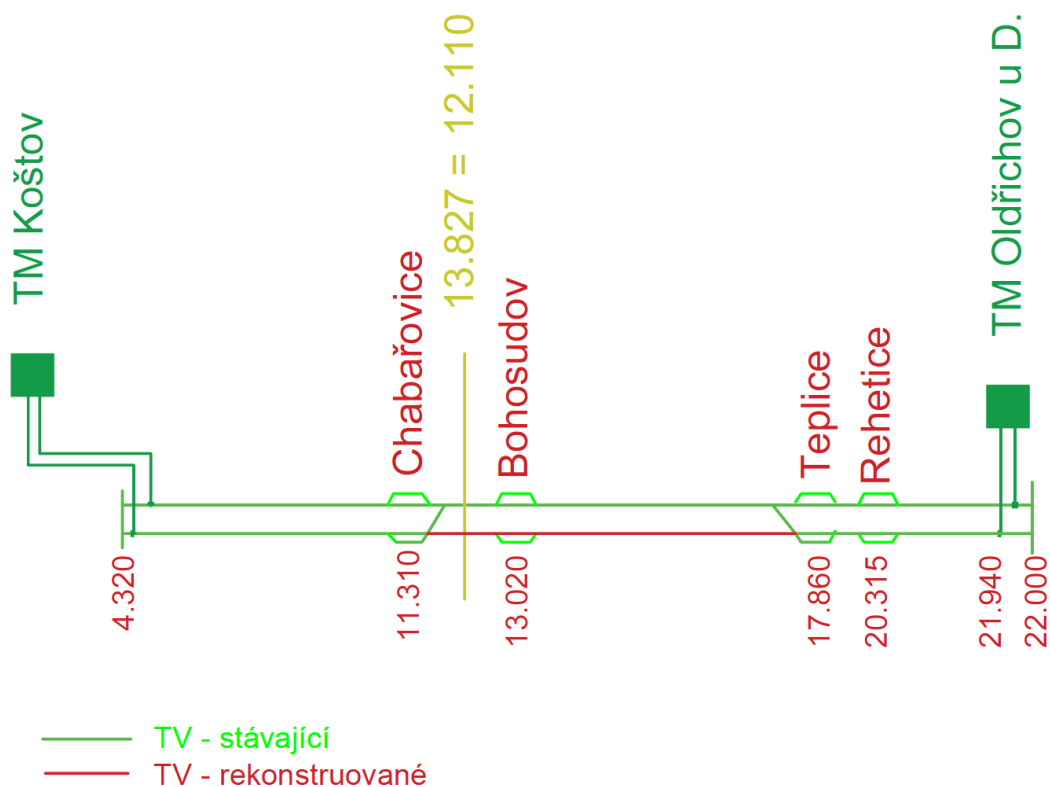 TM Koštov
Chabařovice
13.827 = 12.110
Bohosudov
Teplice
Rehetice
TM Oldřichov u D.
4.320
11.310
13.020
17.860
20.315
21.940
22.000
TV - stávající
TV - rekonstruované